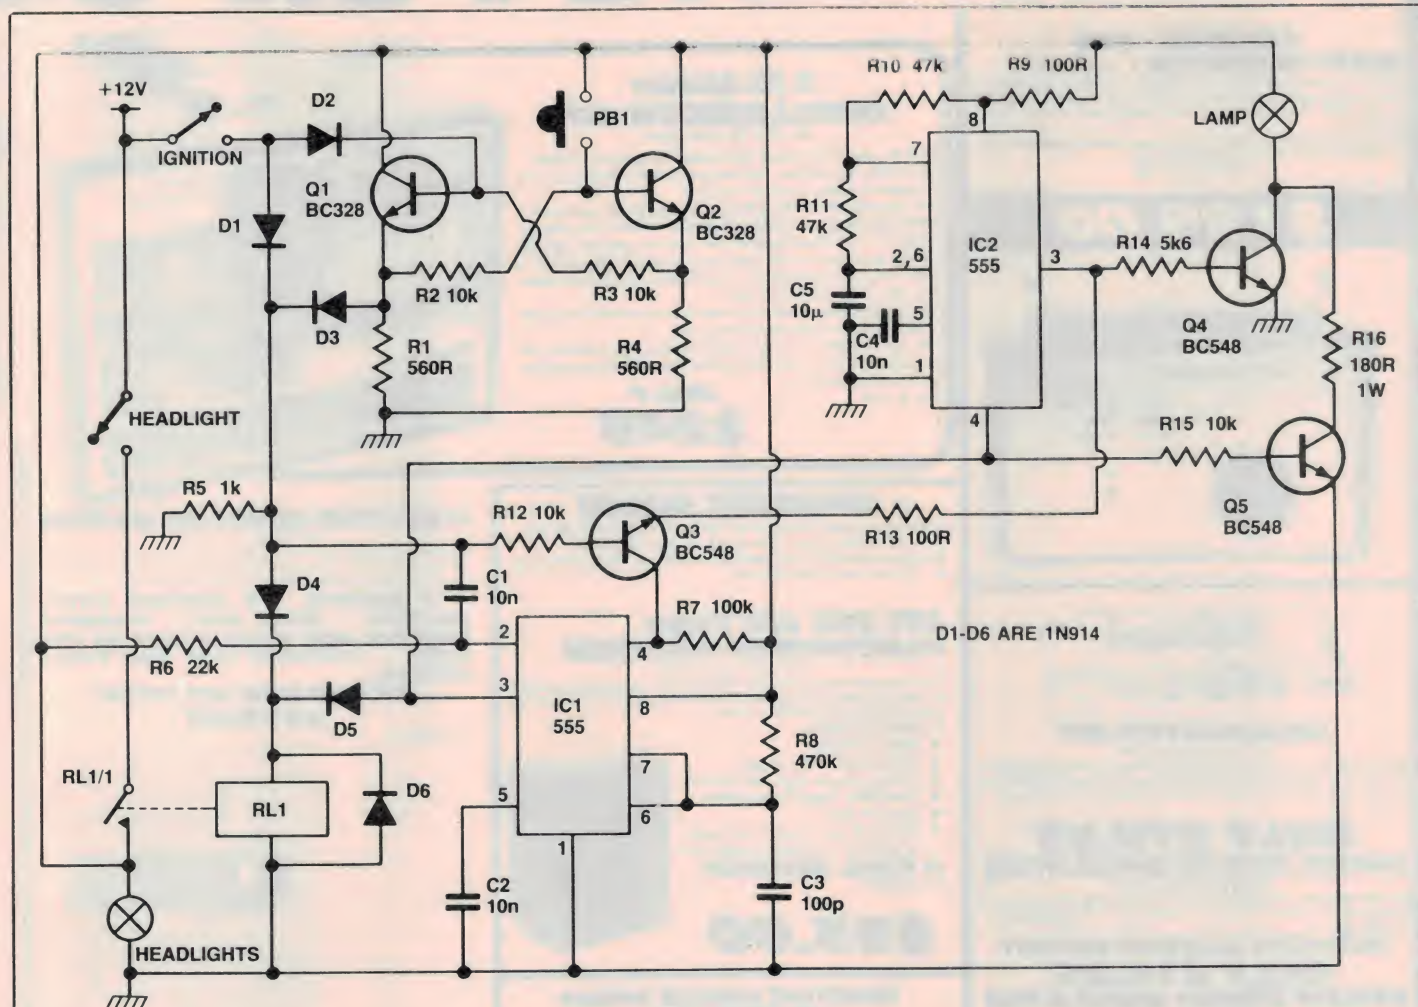 +12V
IGNITION
D2
D1
Q1
BC328
PB1
Q2
BC328
R2 10k
R3 10k
D3
R1
560R
R4
560R
HEADLIGHT
R5 1k
R10 47k
R9 100R
8
7
R11
47k
2,6
IC2
555
3
C5
10μ
5
C4
10n
1
4
LAMP
R14 5k6
Q4
BC548
R16
180R
1W
R15 10k
Q5
BC548
R12 10k
Q3
BC548
R13 100R
D4
C1
10n
R7 100k
D1-D6 ARE 1N914
R6 22k
2
4
3
IC1
555
8
D5
7
R8
470k
RL1/1
RL1
D6
5
6
1
C2
10n
C3
100p
HEADLIGHTS